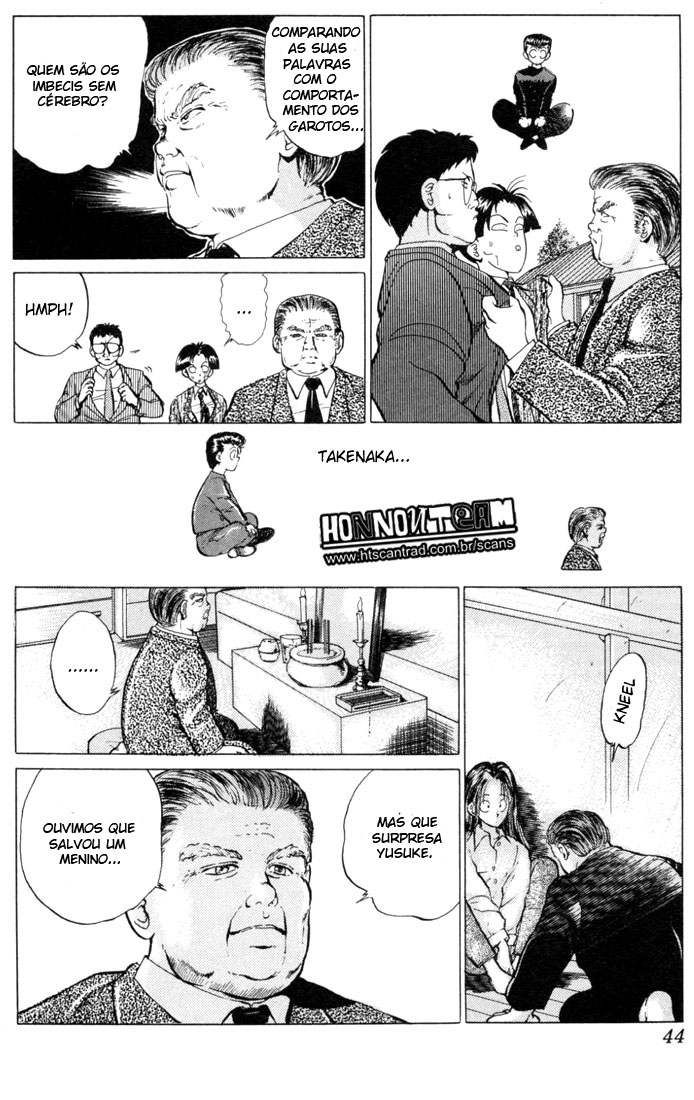 COMPARANDO
AS SUAS
PALAVRAS
COM O
COMPORTA-
MENTO DOS
GAROTOS...
QUEM SÃO OS
IMBECIS SEM
CÉREBRO?
...
HMPH!
TAKENAKA...
HONNOUTEAM
www.htscantrad.com.br/scans
KNEEL
......
MAS QUE
SURPRESA
YUSUKE.
OUVIMOS QUE
SALVOU UM
MENINO...
44